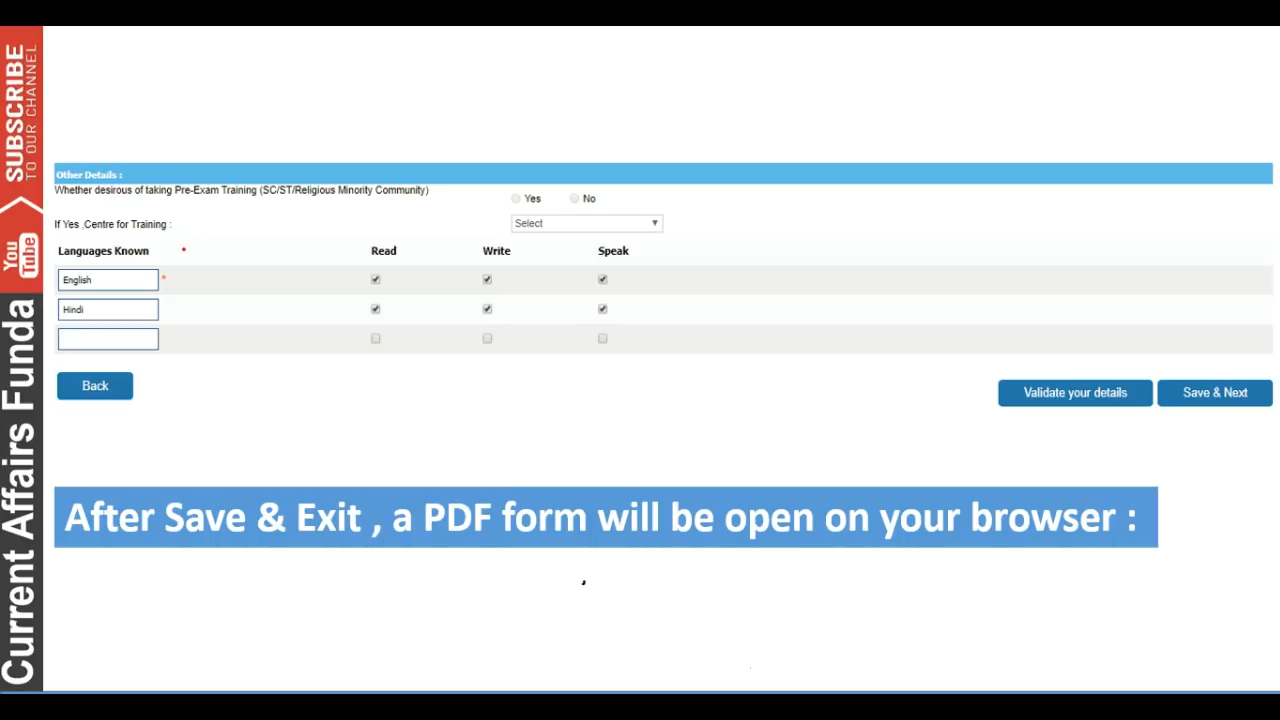 SUBSCRIBE
TO OUR CHANNEL
You Tube
Current Affairs Funda
Other Details :
Whether desirous of taking Pre-Exam Training (SC/ST/Religious Minority Community)
Yes No
If Yes ,Centre for Training :
Select
Languages Known * Read Write Speak
English *
Hindi
Back
Validate your details Save & Next
After Save & Exit , a PDF form will be open on your browser :
,